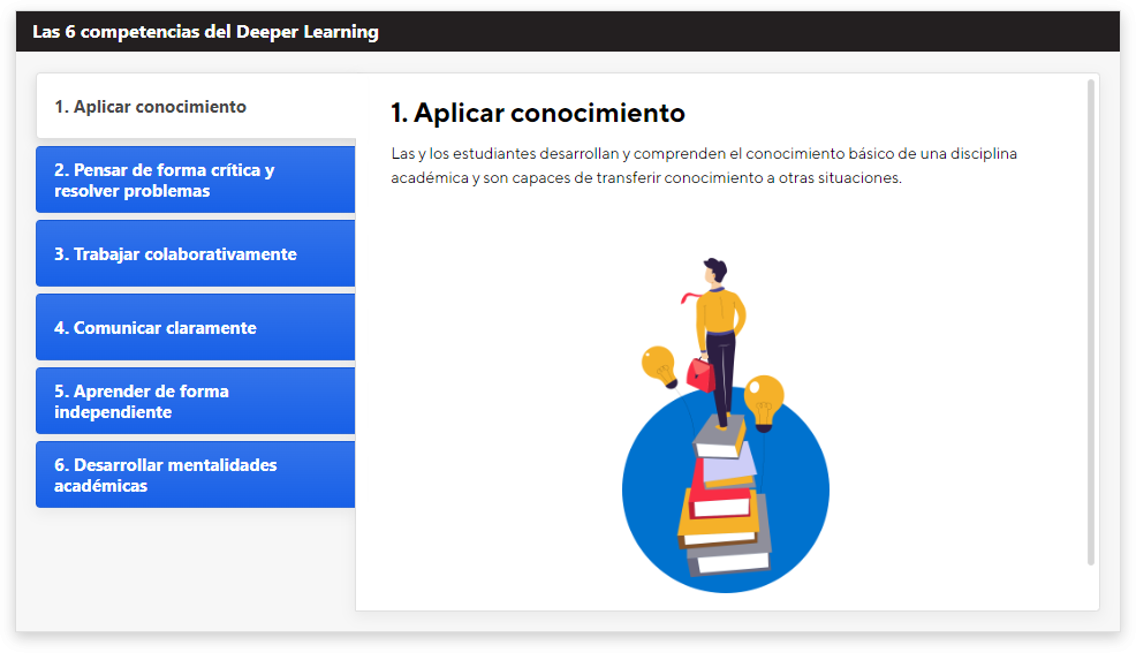 Las 6 competencias del Deeper Learning
1. Aplicar conocimiento
2. Pensar de forma crítica y
resolver problemas
3. Trabajar colaborativamente
4. Comunicar claramente
5. Aprender de forma
independiente
6. Desarrollar mentalidades
académicas
1. Aplicar conocimiento
Las y los estudiantes desarrollan y comprenden el conocimiento básico de una disciplina
académica y son capaces de transferir conocimiento a otras situaciones.